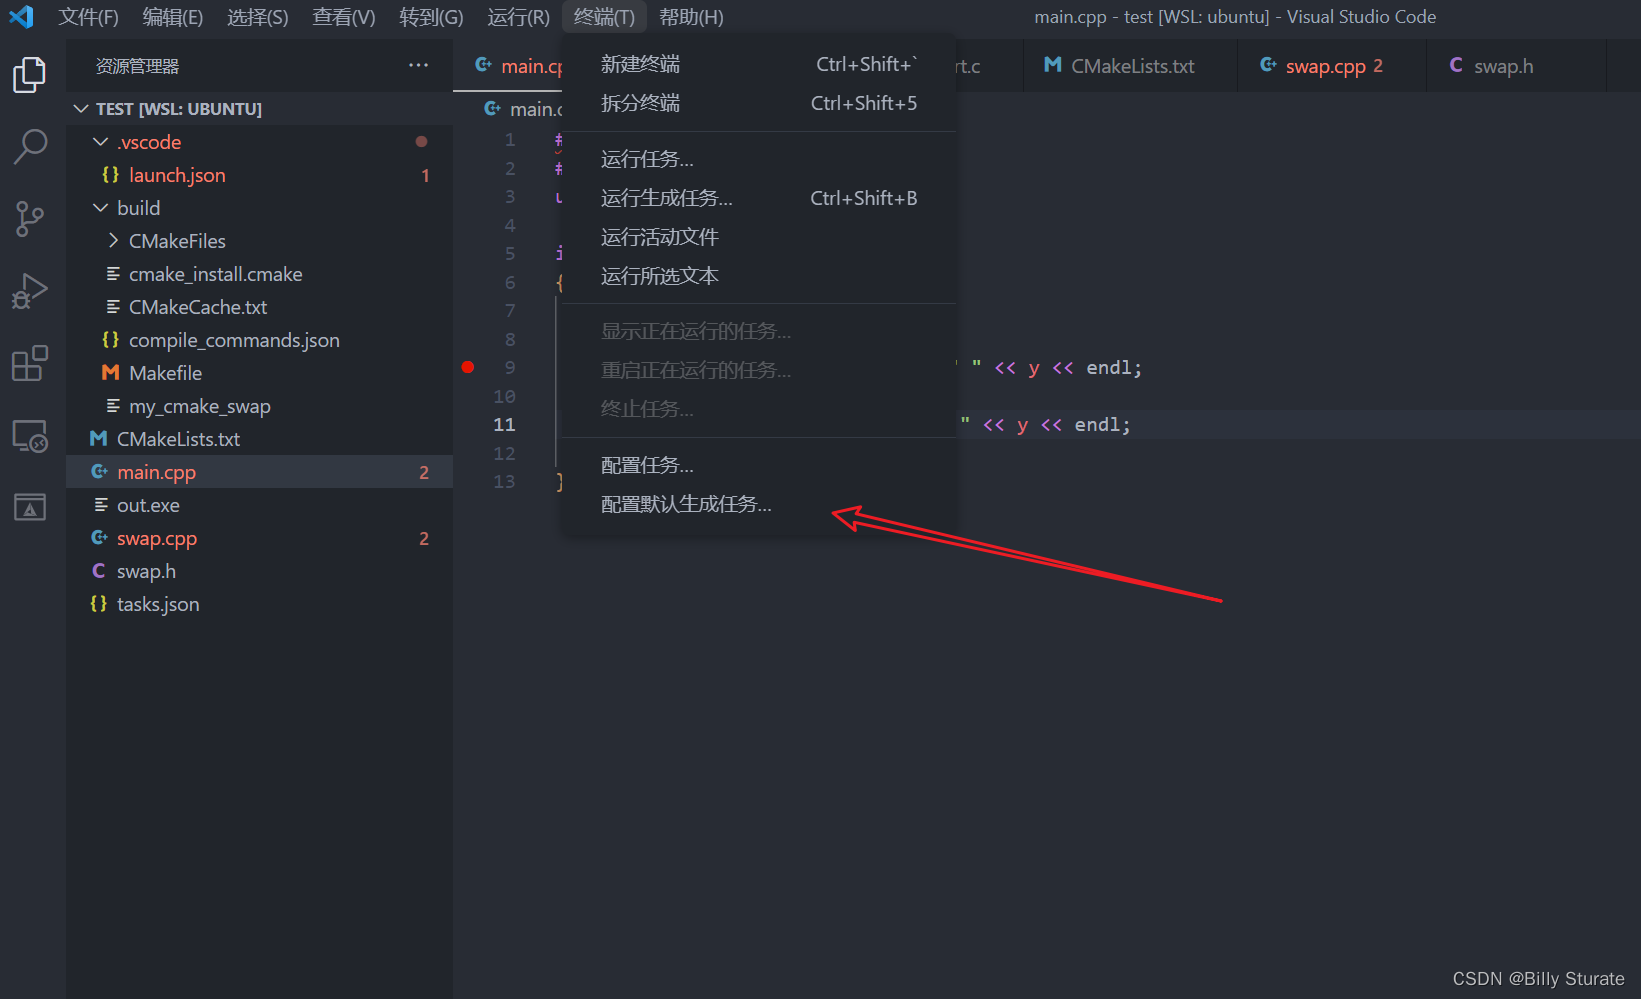 文件(F) 编辑(E) 选择(S) 查看(V) 转到(G) 运行(R) 终端(T) 帮助(H) main.cpp - test [WSL: ubuntu] - Visual Studio Code
资源管理器 ···
TEST [WSL: UBUNTU]
.vscode
{} launch.json 1
build
CMakeFiles
cmake_install.cmake
CMakeCache.txt
{} compile_commands.json
M Makefile
my_cmake_swap
M CMakeLists.txt
main.cpp 2
out.exe
swap.cpp 2
C swap.h
{} tasks.json
main.cp
rt.c
M CMakeLists.txt
swap.cpp 2
C swap.h
main.c
1 #
2 #
3 u
4
5 i
6 {
7
8
9 " << y << endl;
10
11 " << y << endl;
12
13 }
新建终端 Ctrl+Shift+`
拆分终端 Ctrl+Shift+5
运行任务...
运行生成任务... Ctrl+Shift+B
运行活动文件
运行所选文本
显示正在运行的任务...
重启正在运行的任务...
终止任务...
配置任务...
配置默认生成任务...
CSDN @Billy Sturate